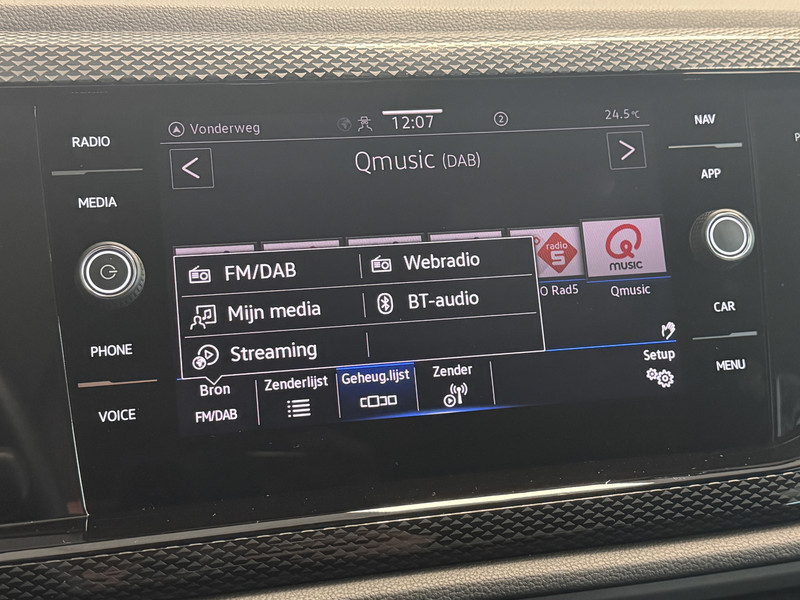 RADIO
MEDIA
PHONE
VOICE
Vonderweg
12:07
2
24.5°C
Qmusic (DAB)
FM/DAB
Webradio
Mijn media
BT-audio
Streaming
radio
5
Q
MUSIC
O Rad5
Qmusic
Bron
FM/DAB
Zenderlijst
Geheug.lijst
Zender
Setup
NAV
APP
CAR
MENU
P